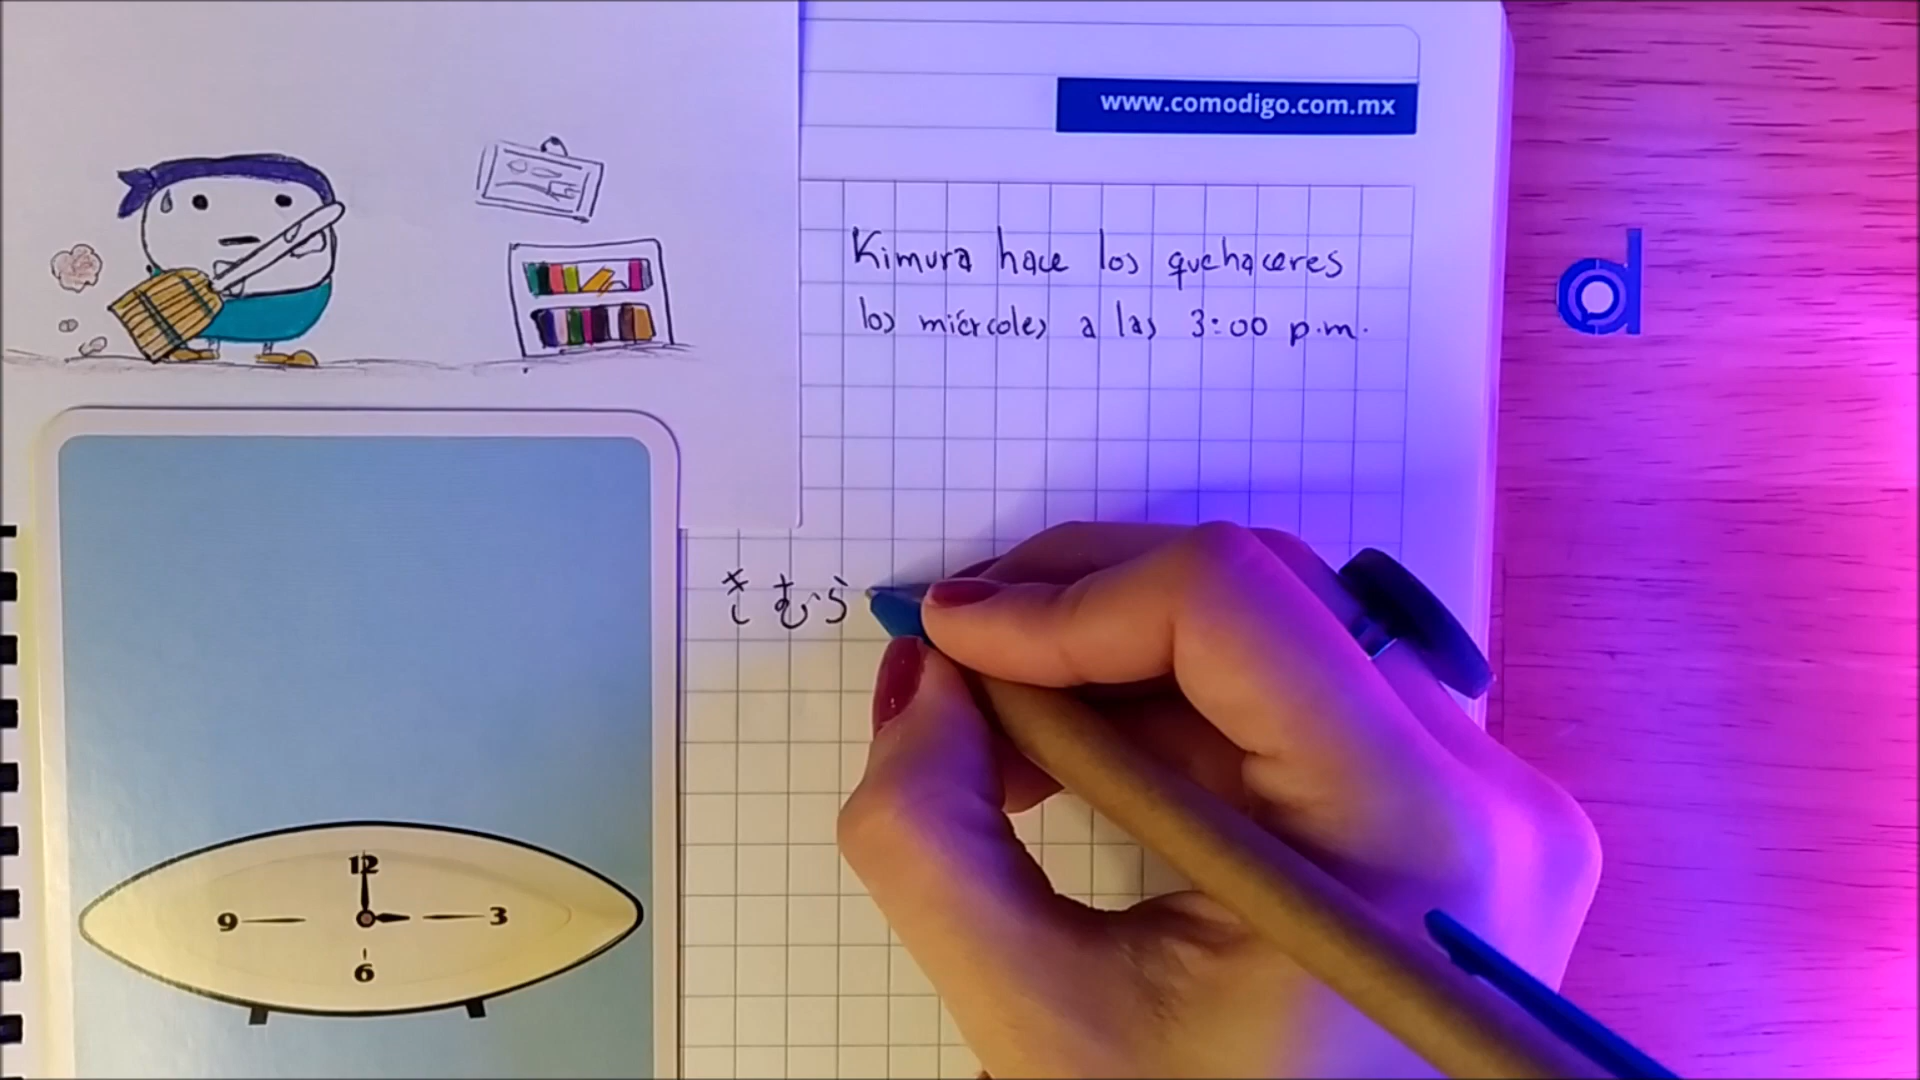 www.comodigo.com.mx
Kimura hace los quehaceres
los miércoles a las 3:00 p.m.
きむら
12
9
3
6
d